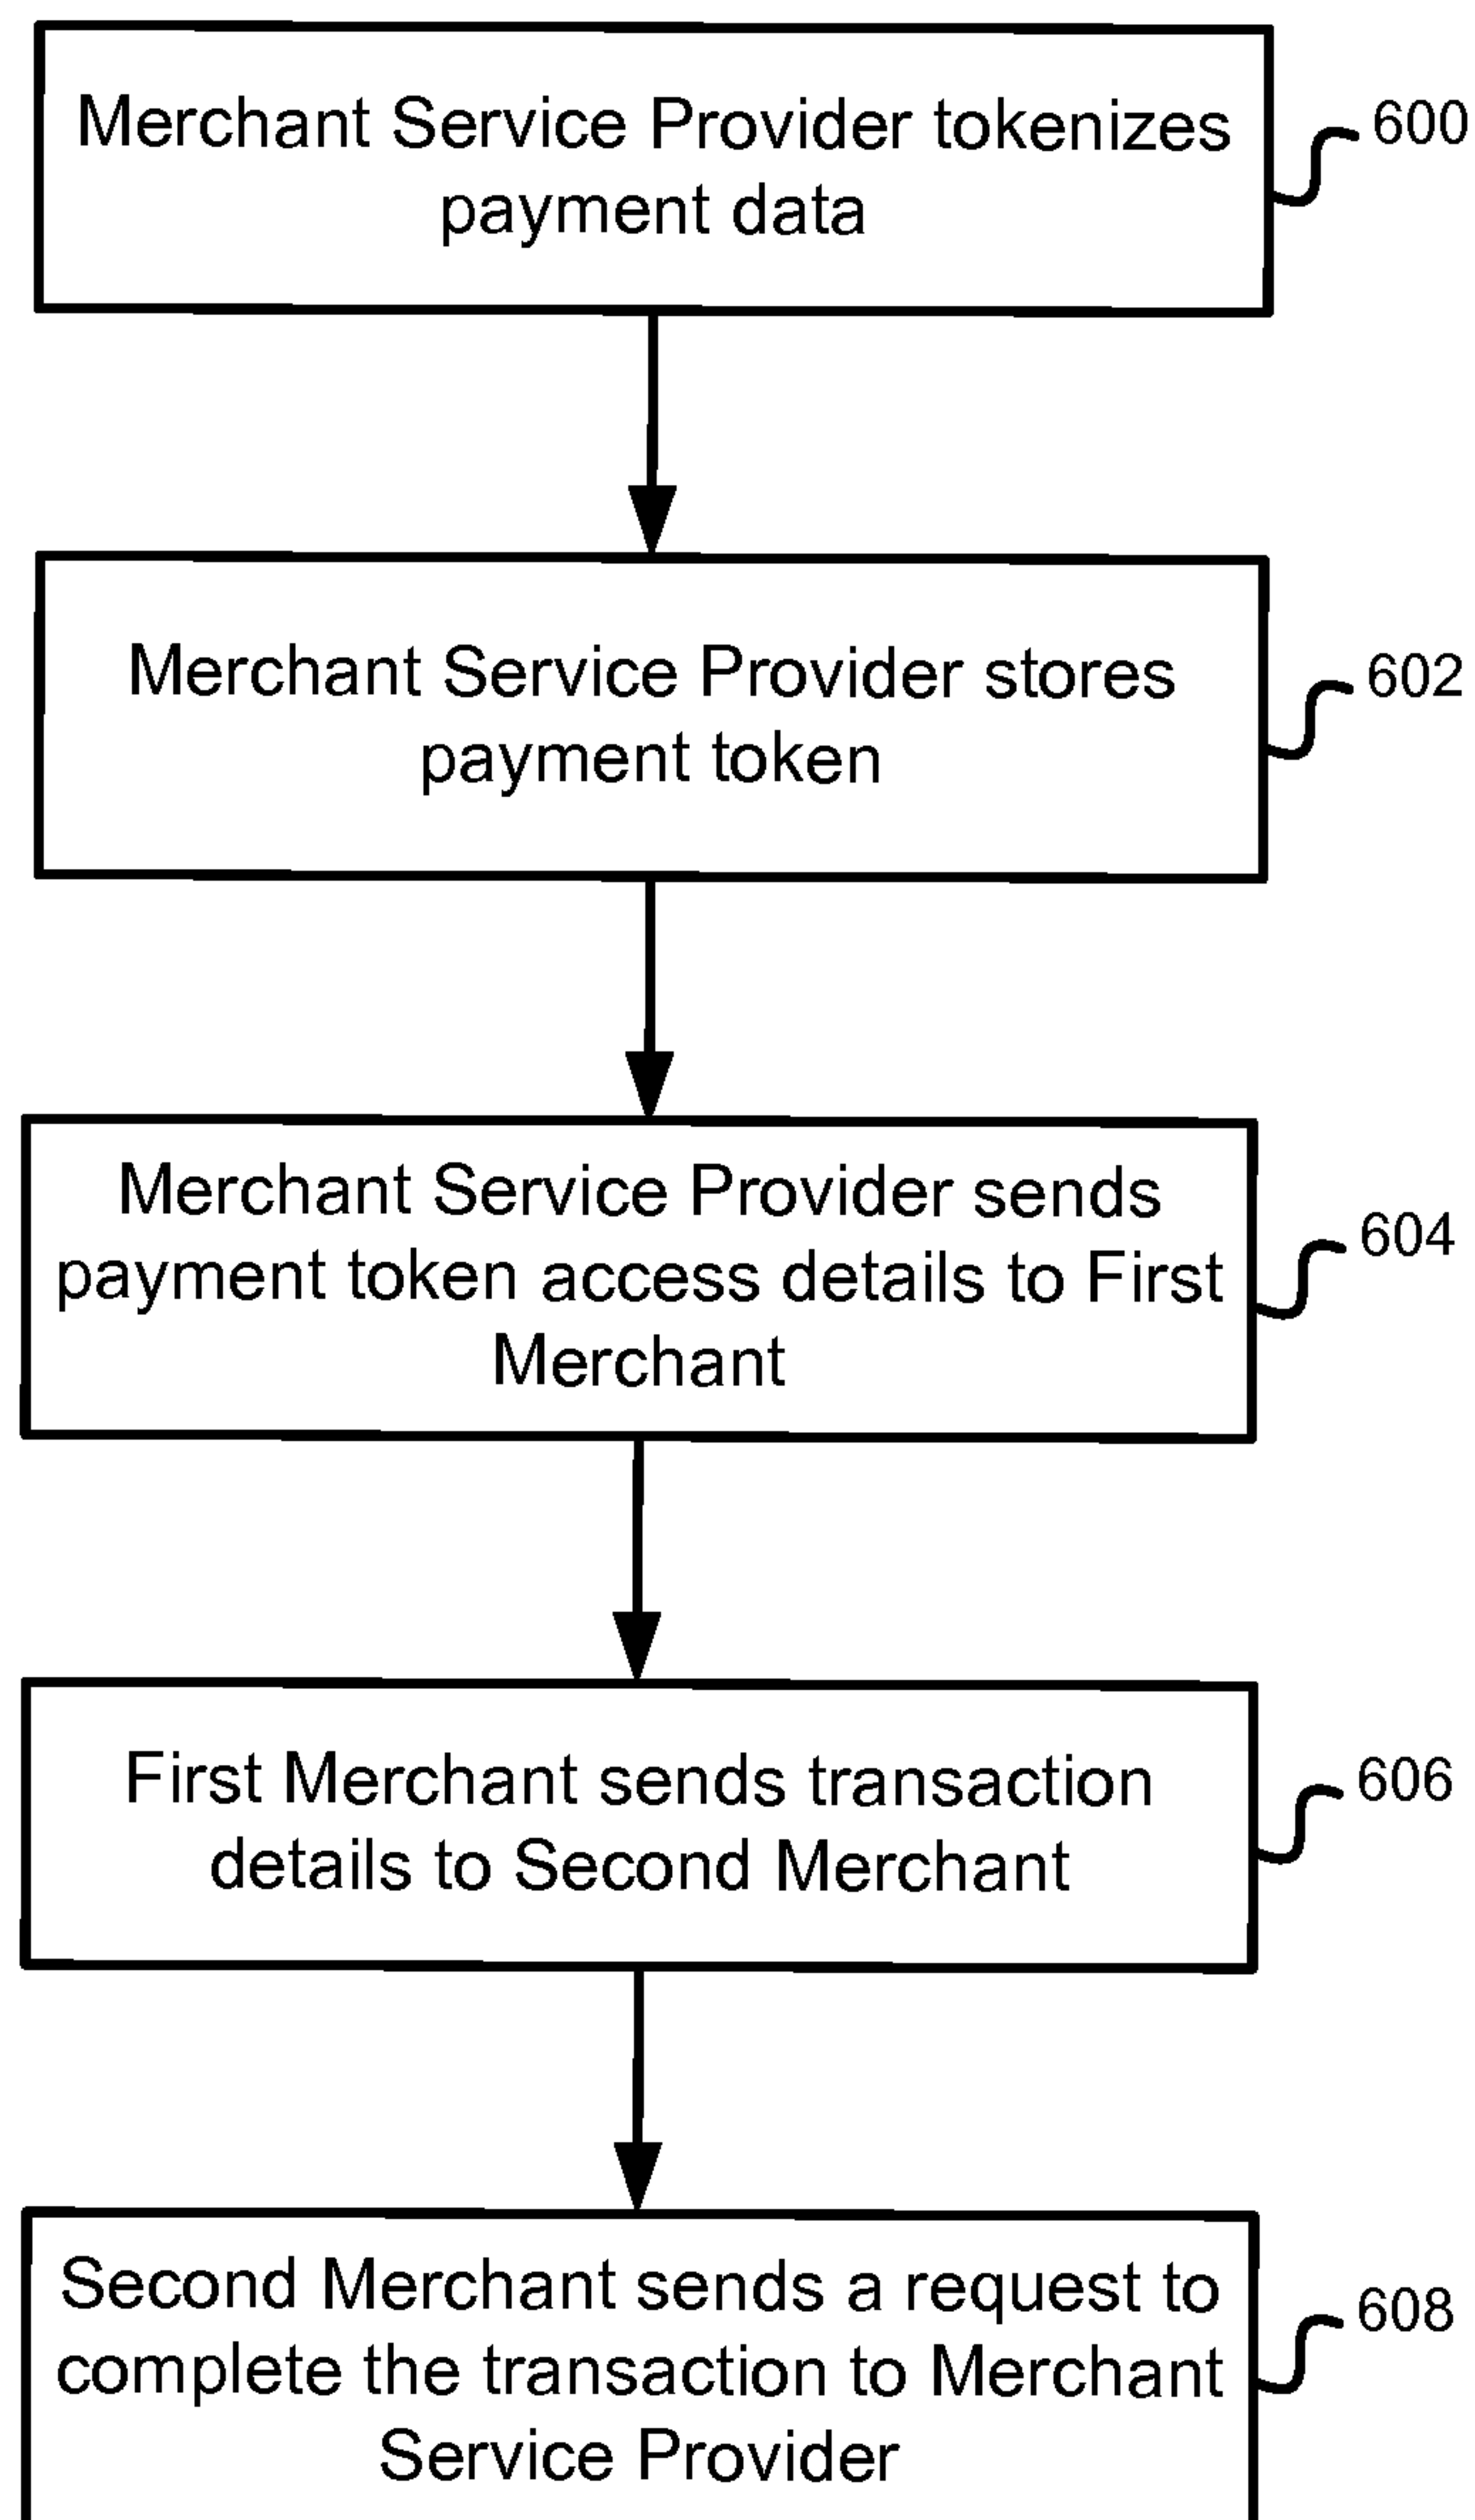 Merchant Service Provider tokenizes
payment data
600
Merchant Service Provider stores
payment token
602
Merchant Service Provider sends
payment token access details to First
Merchant
604
First Merchant sends transaction
details to Second Merchant
606
Second Merchant sends a request to
complete the transaction to Merchant
Service Provider
608